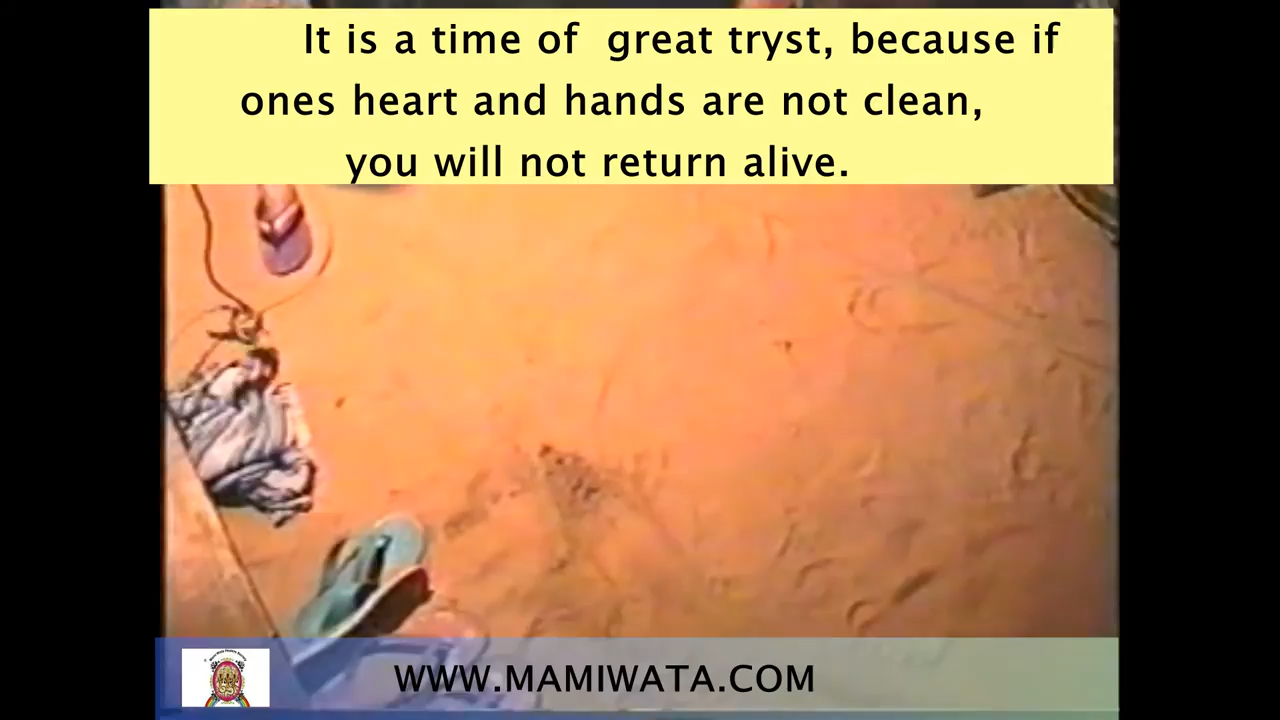 It is a time of great tryst, because if
ones heart and hands are not clean,
you will not return alive.
WWW.MAMIWATA.COM